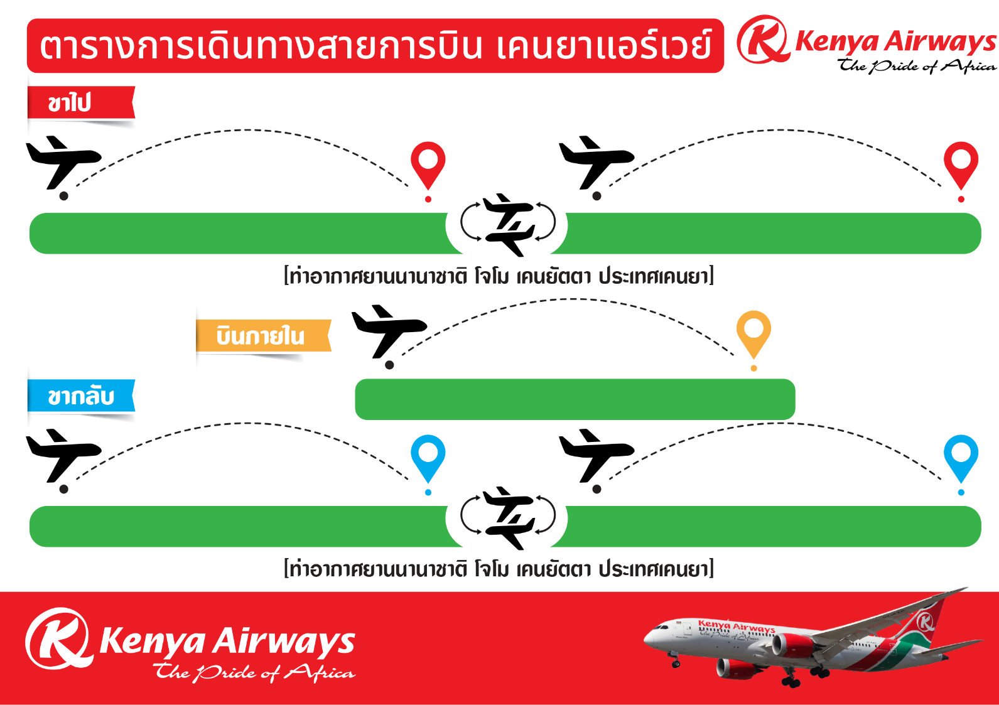 ตารางการเดินทางสายการบิน เคนยาแอร์เวย์
Kenya Airways
The Pride of Africa
ขาไป
[ท่าอากาศยานนานาชาติ โจโม เคนยัตตา ประเทศเคนยา]
บินภายใน
ขากลับ
[ท่าอากาศยานนานาชาติ โจโม เคนยัตตา ประเทศเคนยา]
Kenya Airways
The Pride of Africa
Kenya Airways
The Pride of Africa